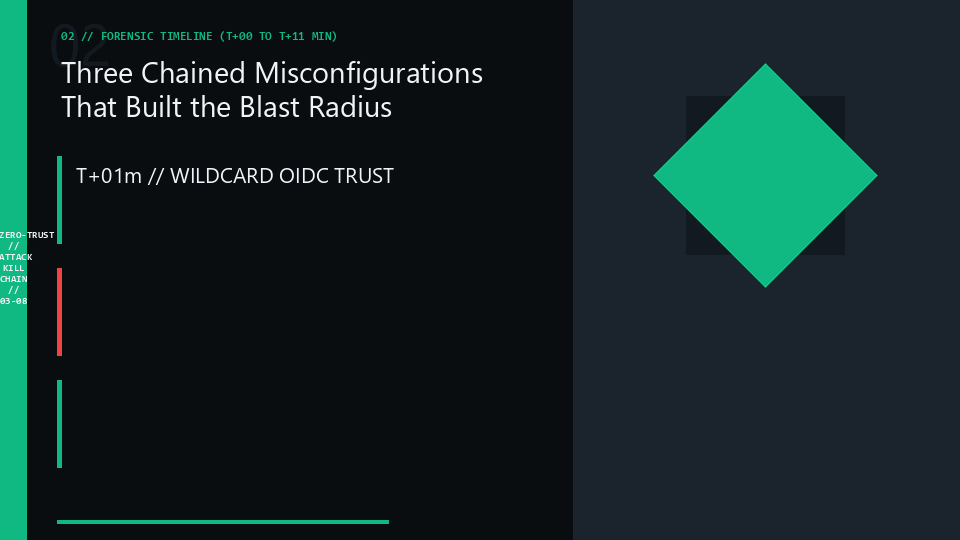 02
02 // FORENSIC TIMELINE (T+00 TO T+11 MIN)
Three Chained Misconfigurations
That Built the Blast Radius
T+01m // WILDCARD OIDC TRUST
ZERO-TRUST
//
ATTACK
KILL
CHAIN
//
03-08